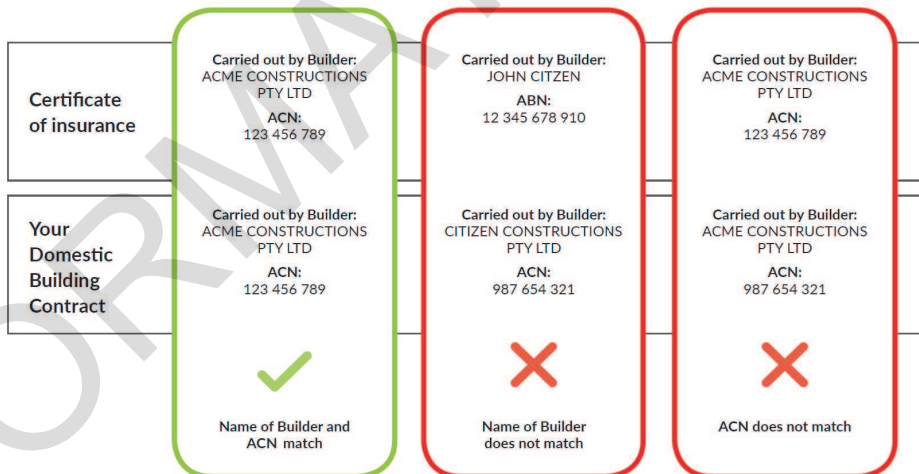 Certificate
of insurance
Carried out by Builder:
ACME CONSTRUCTIONS
PTY LTD
ACN:
123 456 789
Carried out by Builder:
JOHN CITZEN
ABN:
12 345 678 910
Carried out by Builder:
ACME CONSTRUCTIONS
PTY LTD
ACN:
123 456 789
Your
Domestic
Building
Contract
Carried out by Builder:
ACME CONSTRUCTIONS
PTY LTD
ACN:
123 456 789
Carried out by Builder:
CITIZEN CONSTRUCTIONS
PTY LTD
ACN:
987 654 321
Carried out by Builder:
ACME CONSTRUCTIONS
PTY LTD
ACN:
987 654 321
Name of Builder and
ACN match
Name of Builder
does not match
ACN does not match
ORMA